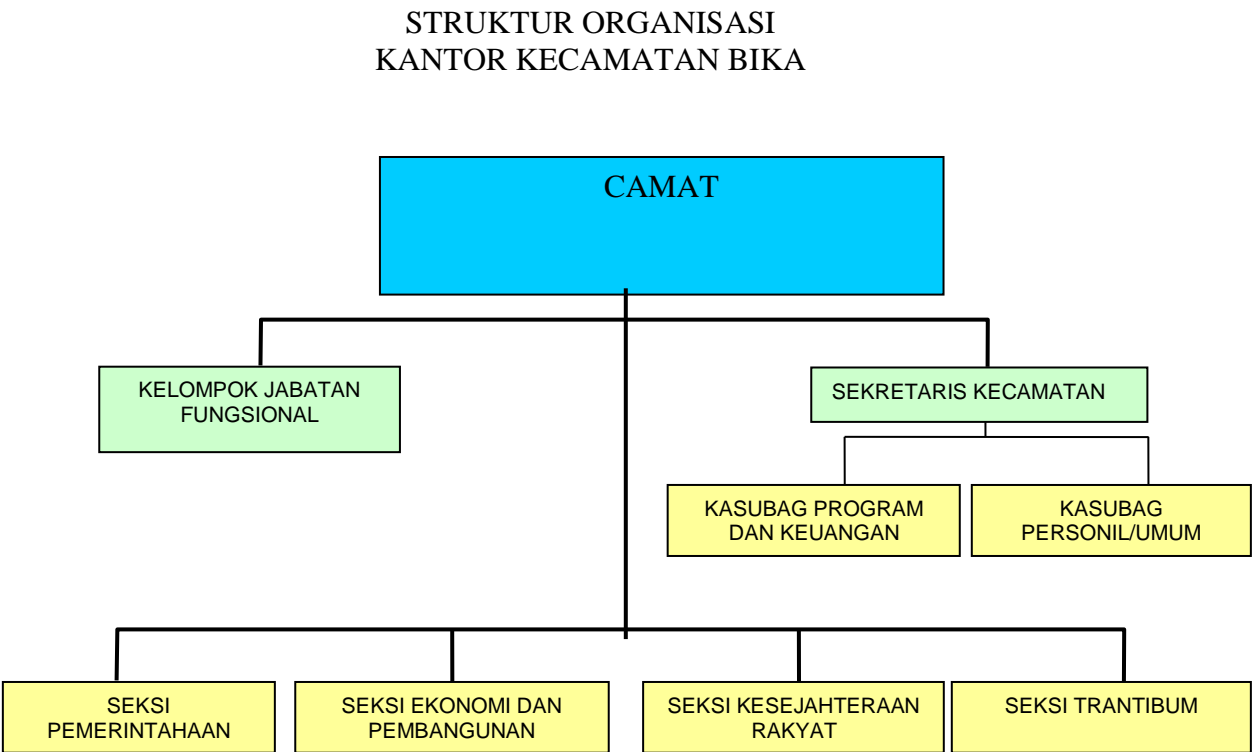 STRUKTUR ORGANISASI
KANTOR KECAMATAN BIKA
CAMAT
KELOMPOK JABATAN
FUNGSIONAL
SEKRETARIS KECAMATAN
KASUBAG PROGRAM
DAN KEUANGAN
KASUBAG
PERSONIL/UMUM
SEKSI
PEMERINTAHAAN
SEKSI EKONOMI DAN
PEMBANGUNAN
SEKSI KESEJAHTERAAN
RAKYAT
SEKSI TRANTIBUM